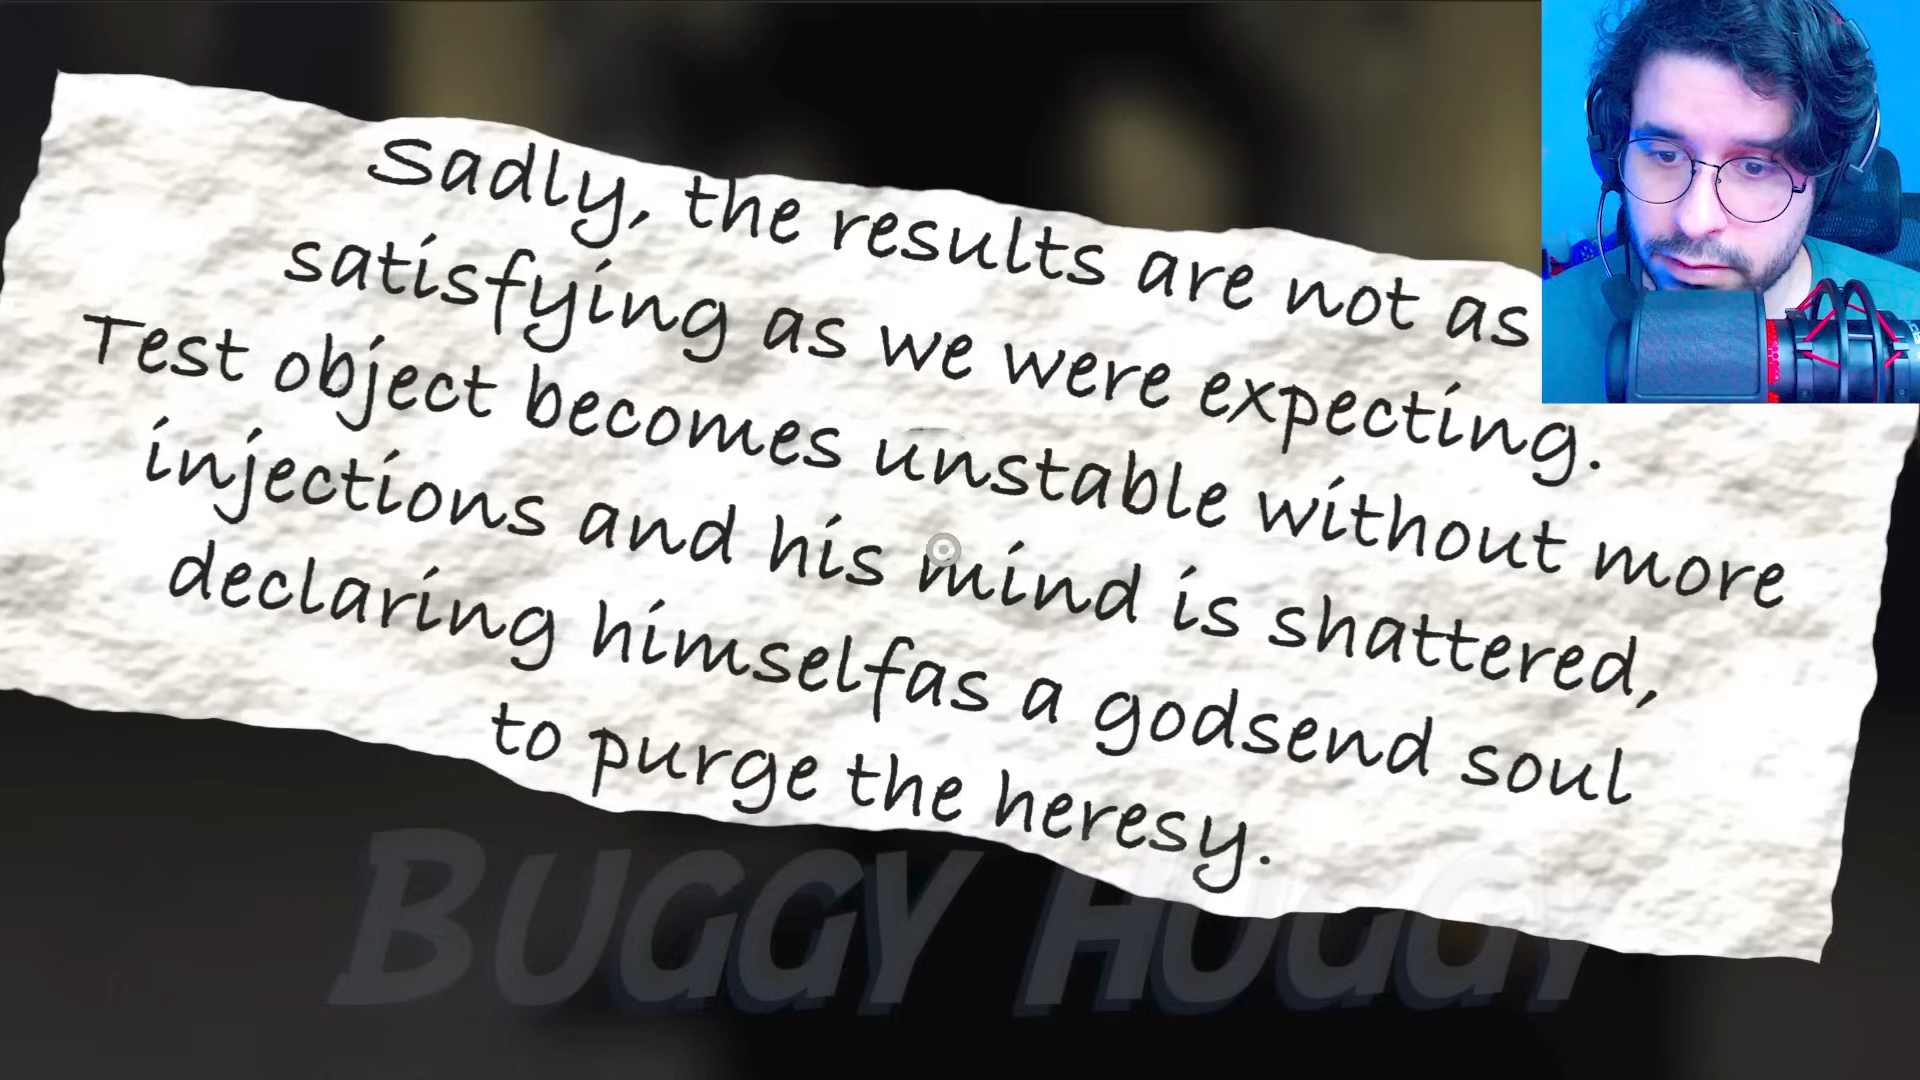 Sadly, the results are not as
satisfying as we were expecting.
Test object becomes unstable without more
injections and his mind is shattered,
declaring himselfas a godsend soul
to purge the heresy.
BUGGY HUGGY